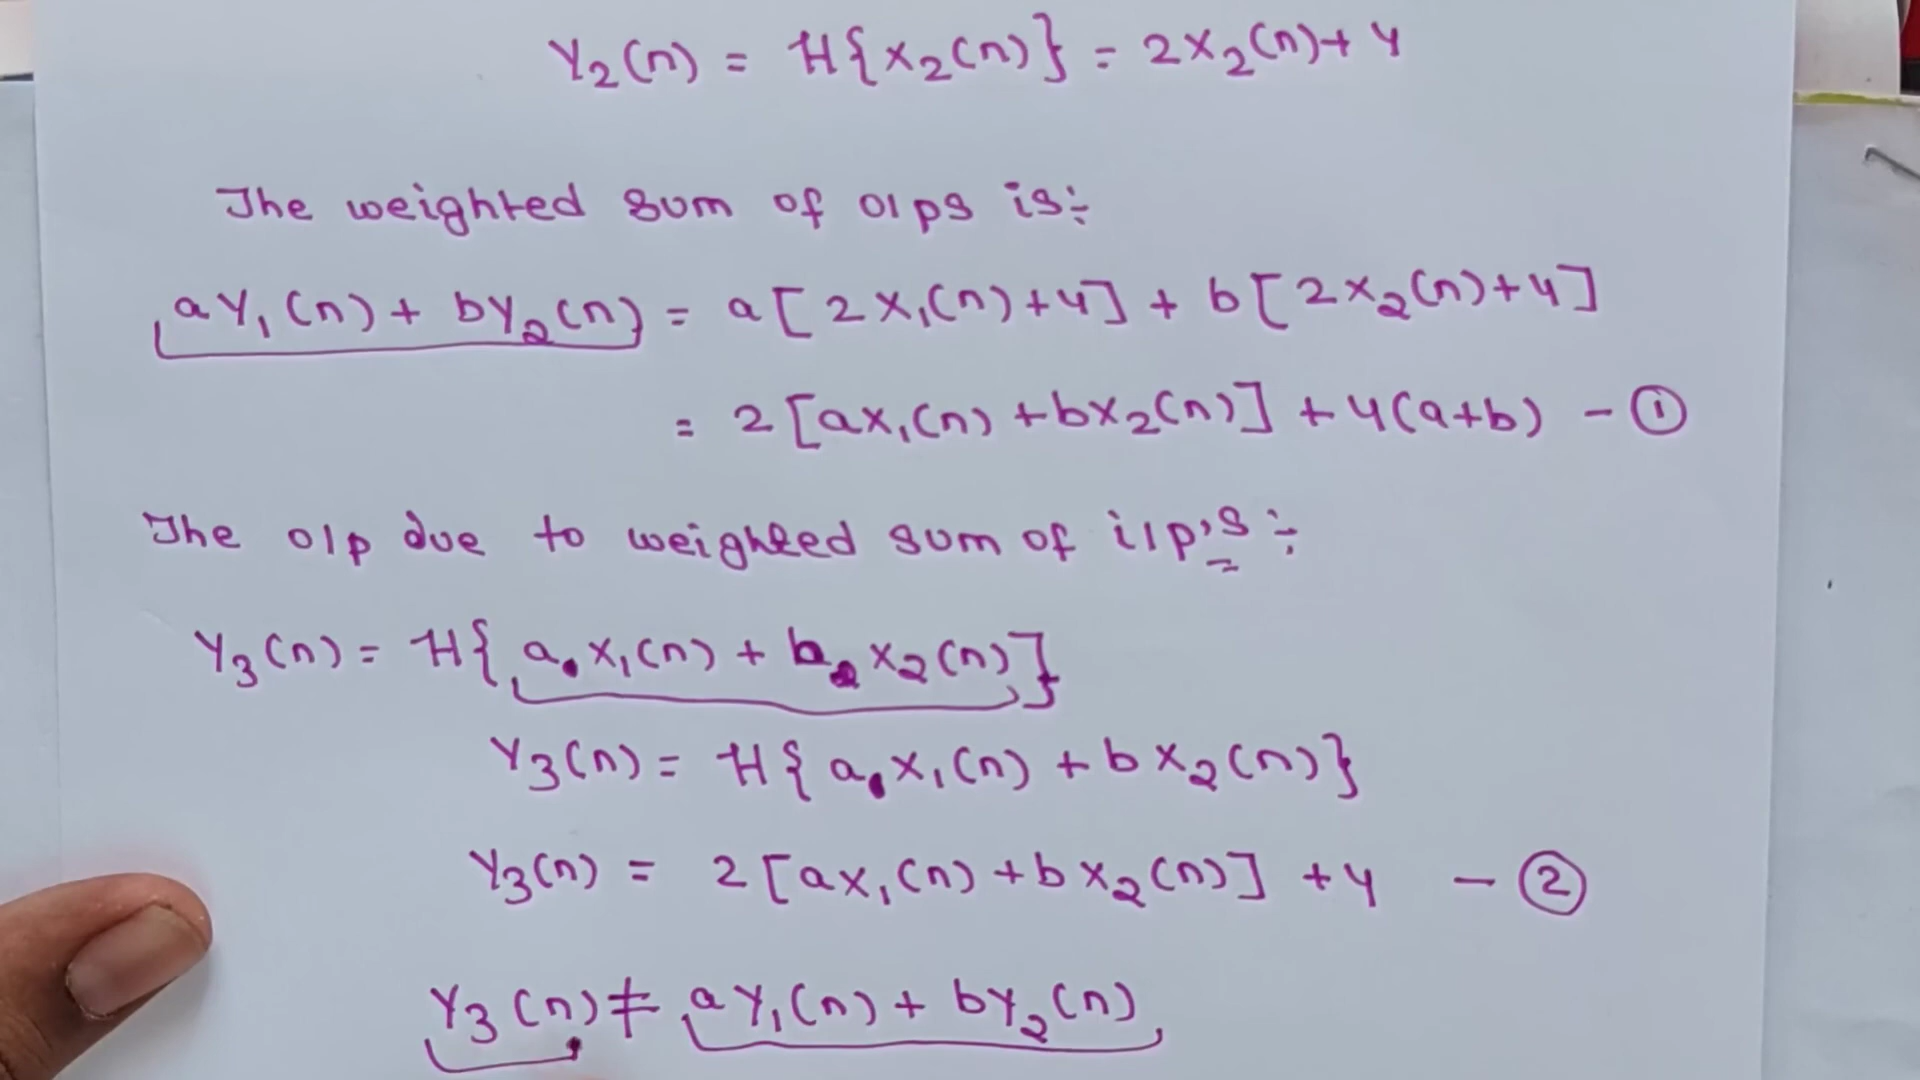 Y₂(n) = H{x₂(n)} = 2x₂(n)+4
The weighted sum of o/ps is÷
aY₁(n)+ bY₂(n) = a[2x₁(n)+4] + b[2x₂(n)+4]
= 2[ax₁(n)+bx₂(n)] +4(a+b) - ①
The o/p due to weighted sum of i/p's÷
Y₃(n)= H{a x₁(n)+ b x₂(n)}
Y₃(n)= H{a x₁(n) +b x₂(n)}
Y₃(n) = 2[ax₁(n)+bx₂(n)] +4 - ②
Y₃(n)≠ aY₁(n)+ bY₂(n)